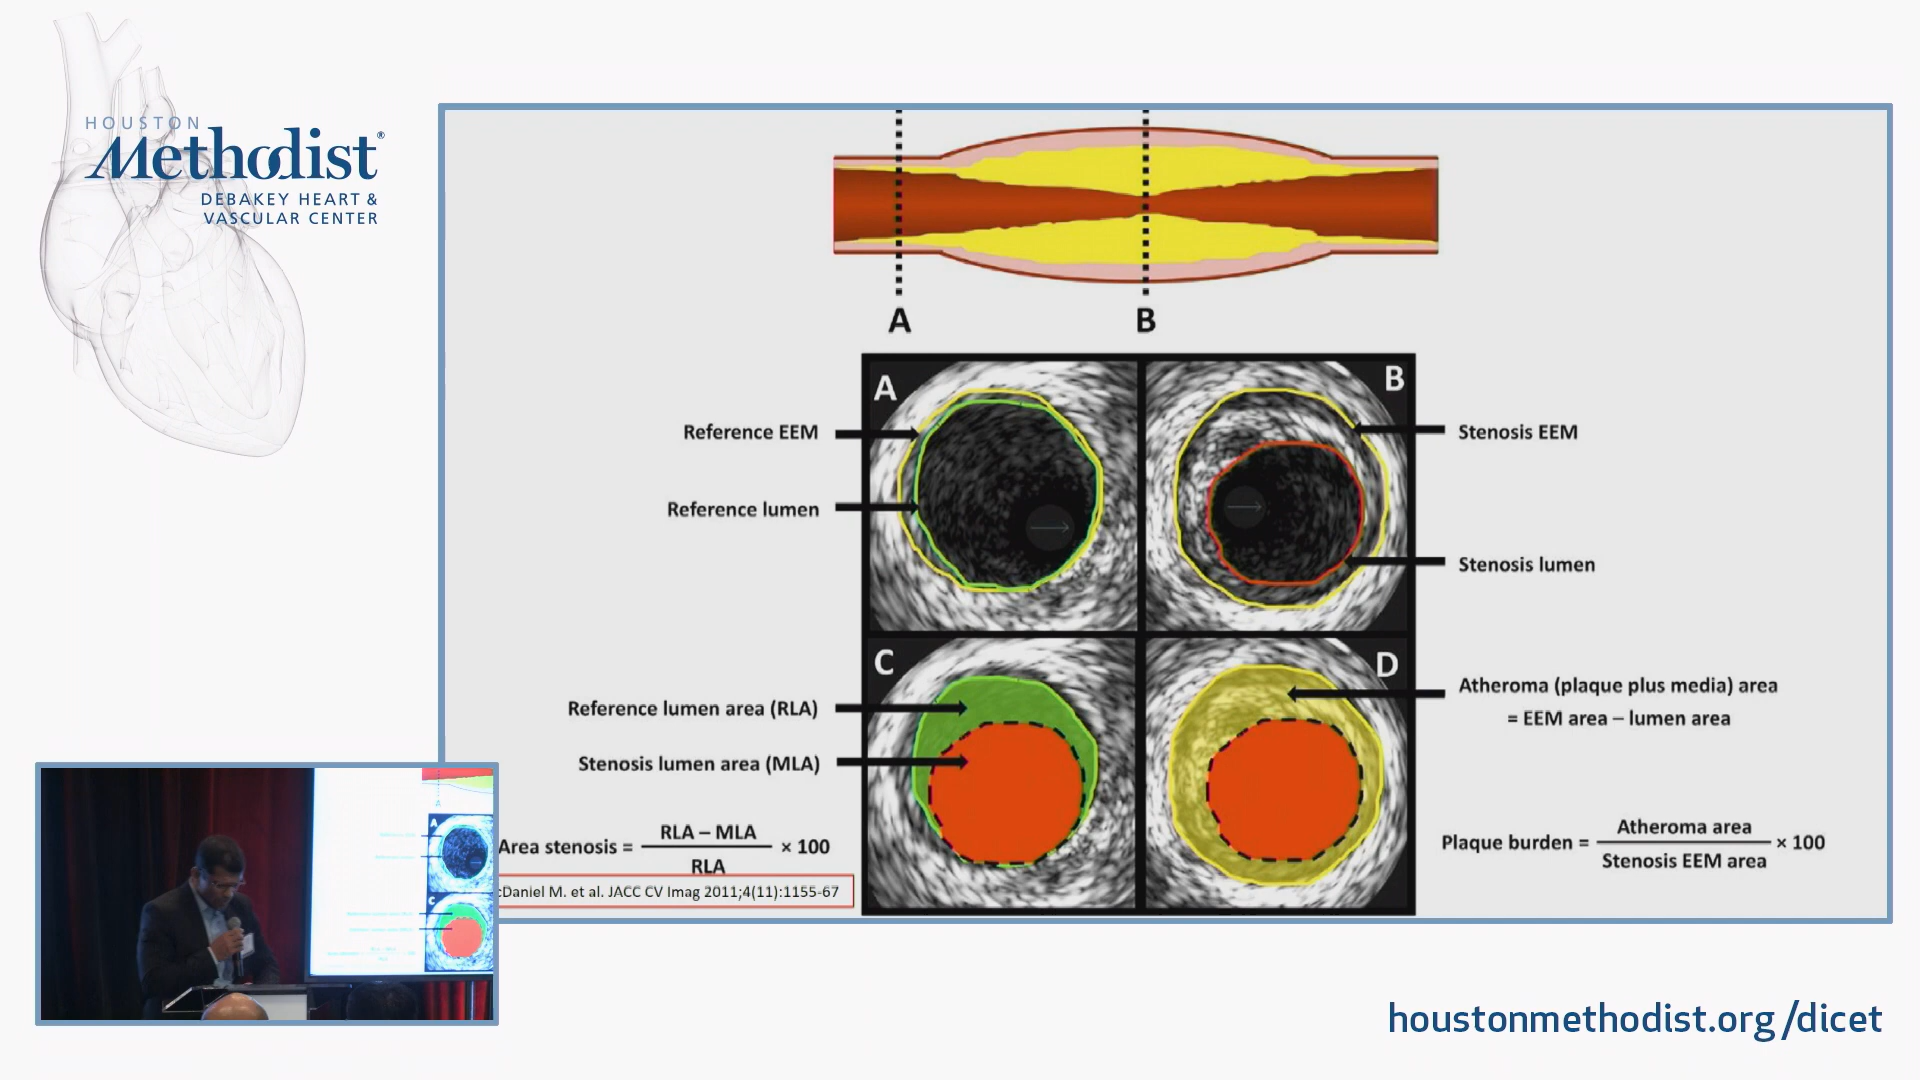 HOUSTON
Methodist®
DEBAKEY HEART &
VASCULAR CENTER
A
B
A
B
Reference EEM
Stenosis EEM
Reference lumen
Stenosis lumen
C
D
Reference lumen area (RLA)
Stenosis lumen area (MLA)
Atheroma (plaque plus media) area
= EEM area – lumen area
Area stenosis = RLA – MLA / RLA × 100
Plaque burden = Atheroma area / Stenosis EEM area × 100
cDaniel M. et al. JACC CV Imag 2011;4(11):1155-67
A
A
C
houstonmethodist.org/dicet